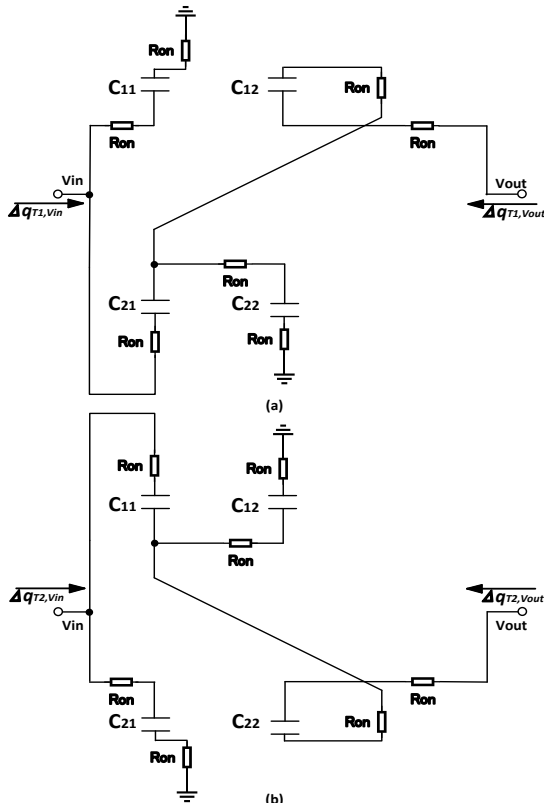 Ron
C11
Ron
C12
Ron
Ron
Vin
ΔqT1,Vin
Vout
ΔqT1,Vout
Ron
C21
C22
Ron
Ron
(a)
Ron
Ron
C11
C12
Ron
ΔqT2,Vin
Vin
ΔqT2,Vout
Vout
Ron
Ron
C21
C22
Ron
Ron
(b)